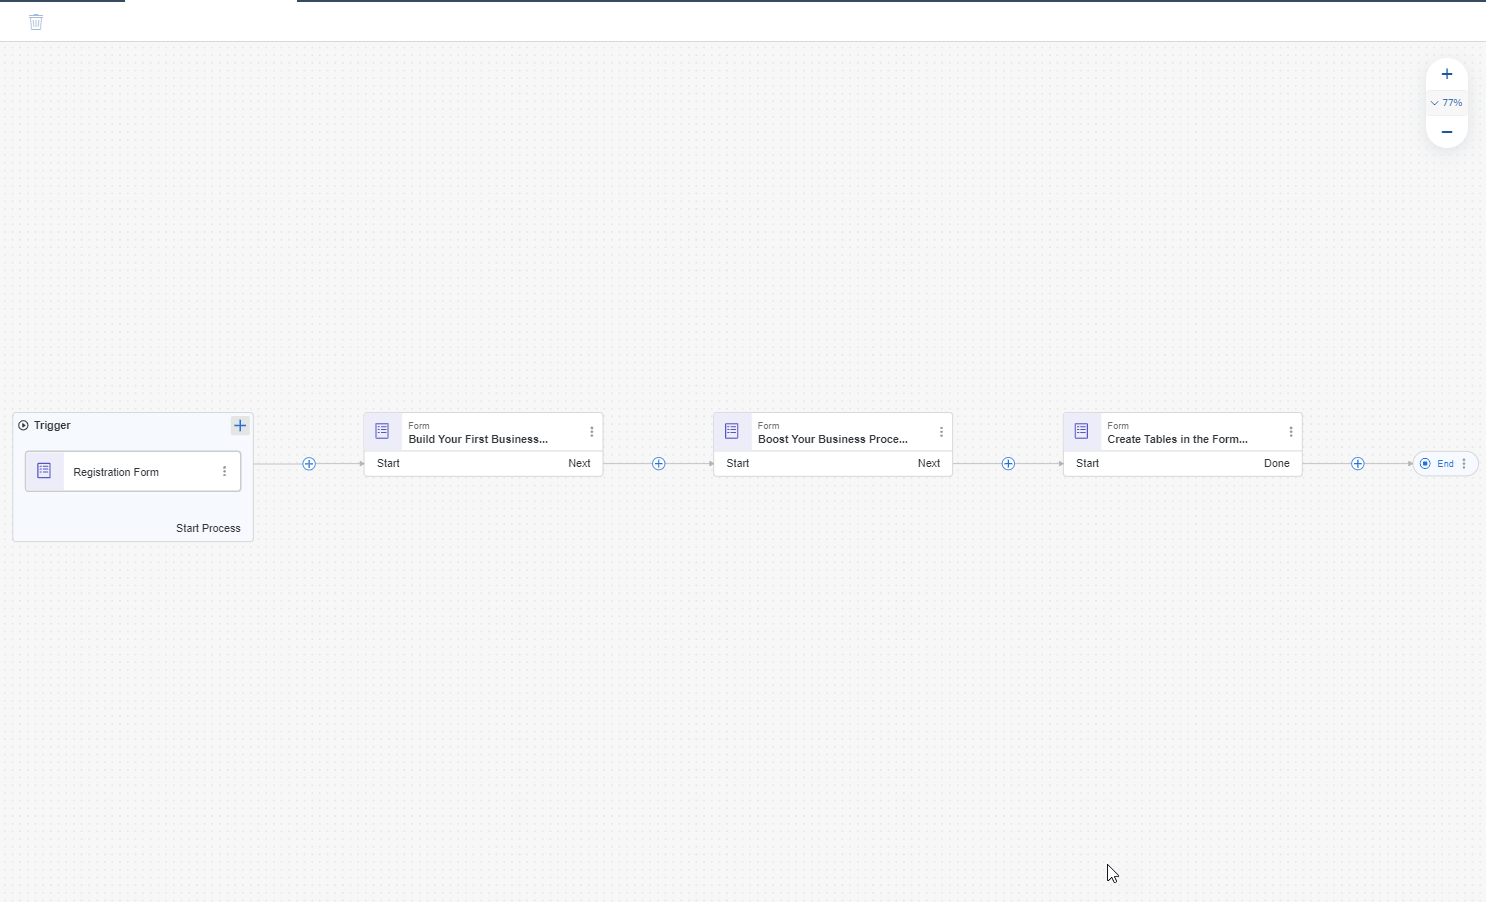 77%
Trigger
Registration Form
Start Process
Form
Build Your First Business...
Start Next
Form
Boost Your Business Proce...
Start Next
Form
Create Tables in the Form...
Start Done
End